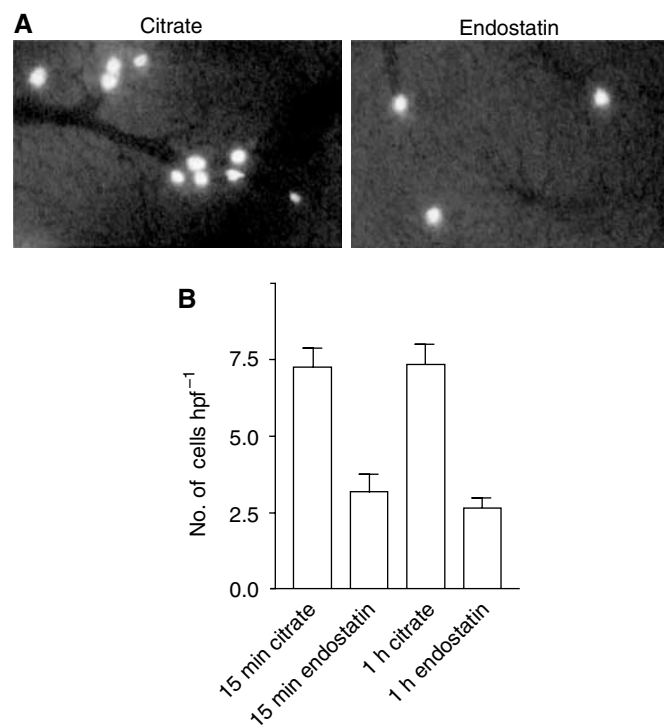 A
Citrate
Endostatin
B
No. of cells hpf⁻¹
7.5
5.0
2.5
0.0
15 min citrate
15 min endostatin
1 h citrate
1 h endostatin